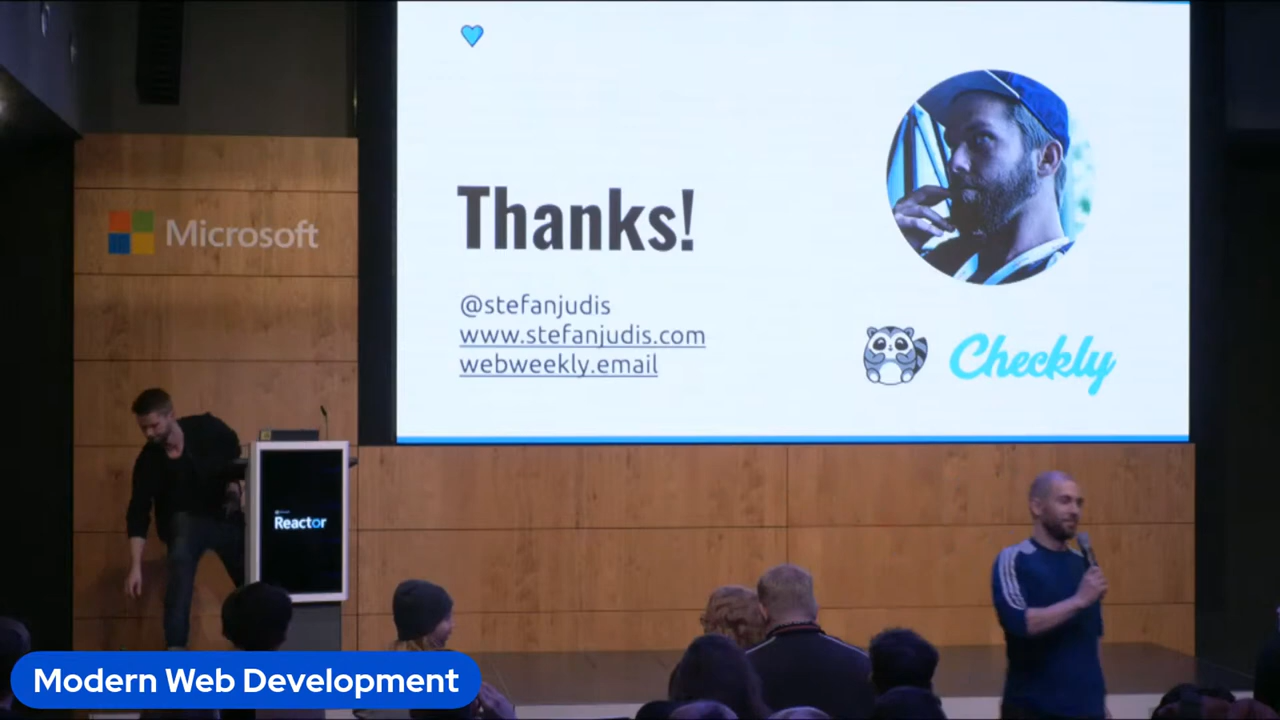 Microsoft
Thanks!
@stefanjudis
www.stefanjudis.com
webweekly.email
Checkly
Reactor
Modern Web Development